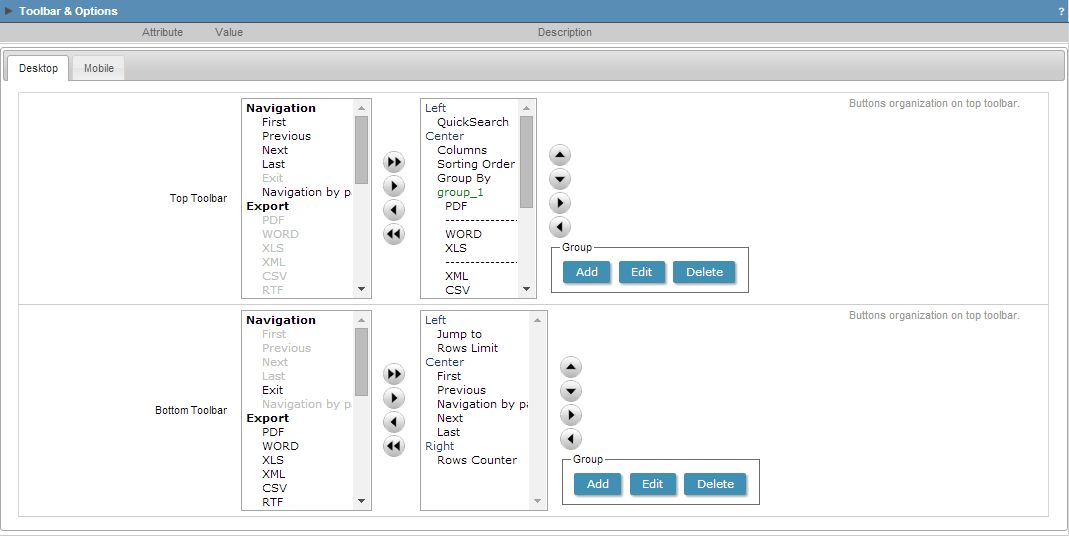 Toolbar & Options
?
Attribute Value Description
Desktop Mobile
Buttons organization on top toolbar.
Top Toolbar
Navigation
First
Previous
Next
Last
Exit
Navigation by pa
Export
PDF
WORD
XLS
XML
CSV
RTF
Left
QuickSearch
Center
Columns
Sorting Order
Group By
group_1
PDF
----------------
WORD
XLS
----------------
XML
CSV
Group
Add Edit Delete
Buttons organization on top toolbar.
Bottom Toolbar
Navigation
First
Previous
Next
Last
Exit
Navigation by pa
Export
PDF
WORD
XLS
XML
CSV
RTF
Left
Jump to
Rows Limit
Center
First
Previous
Navigation by pa
Next
Last
Right
Rows Counter
Group
Add Edit Delete